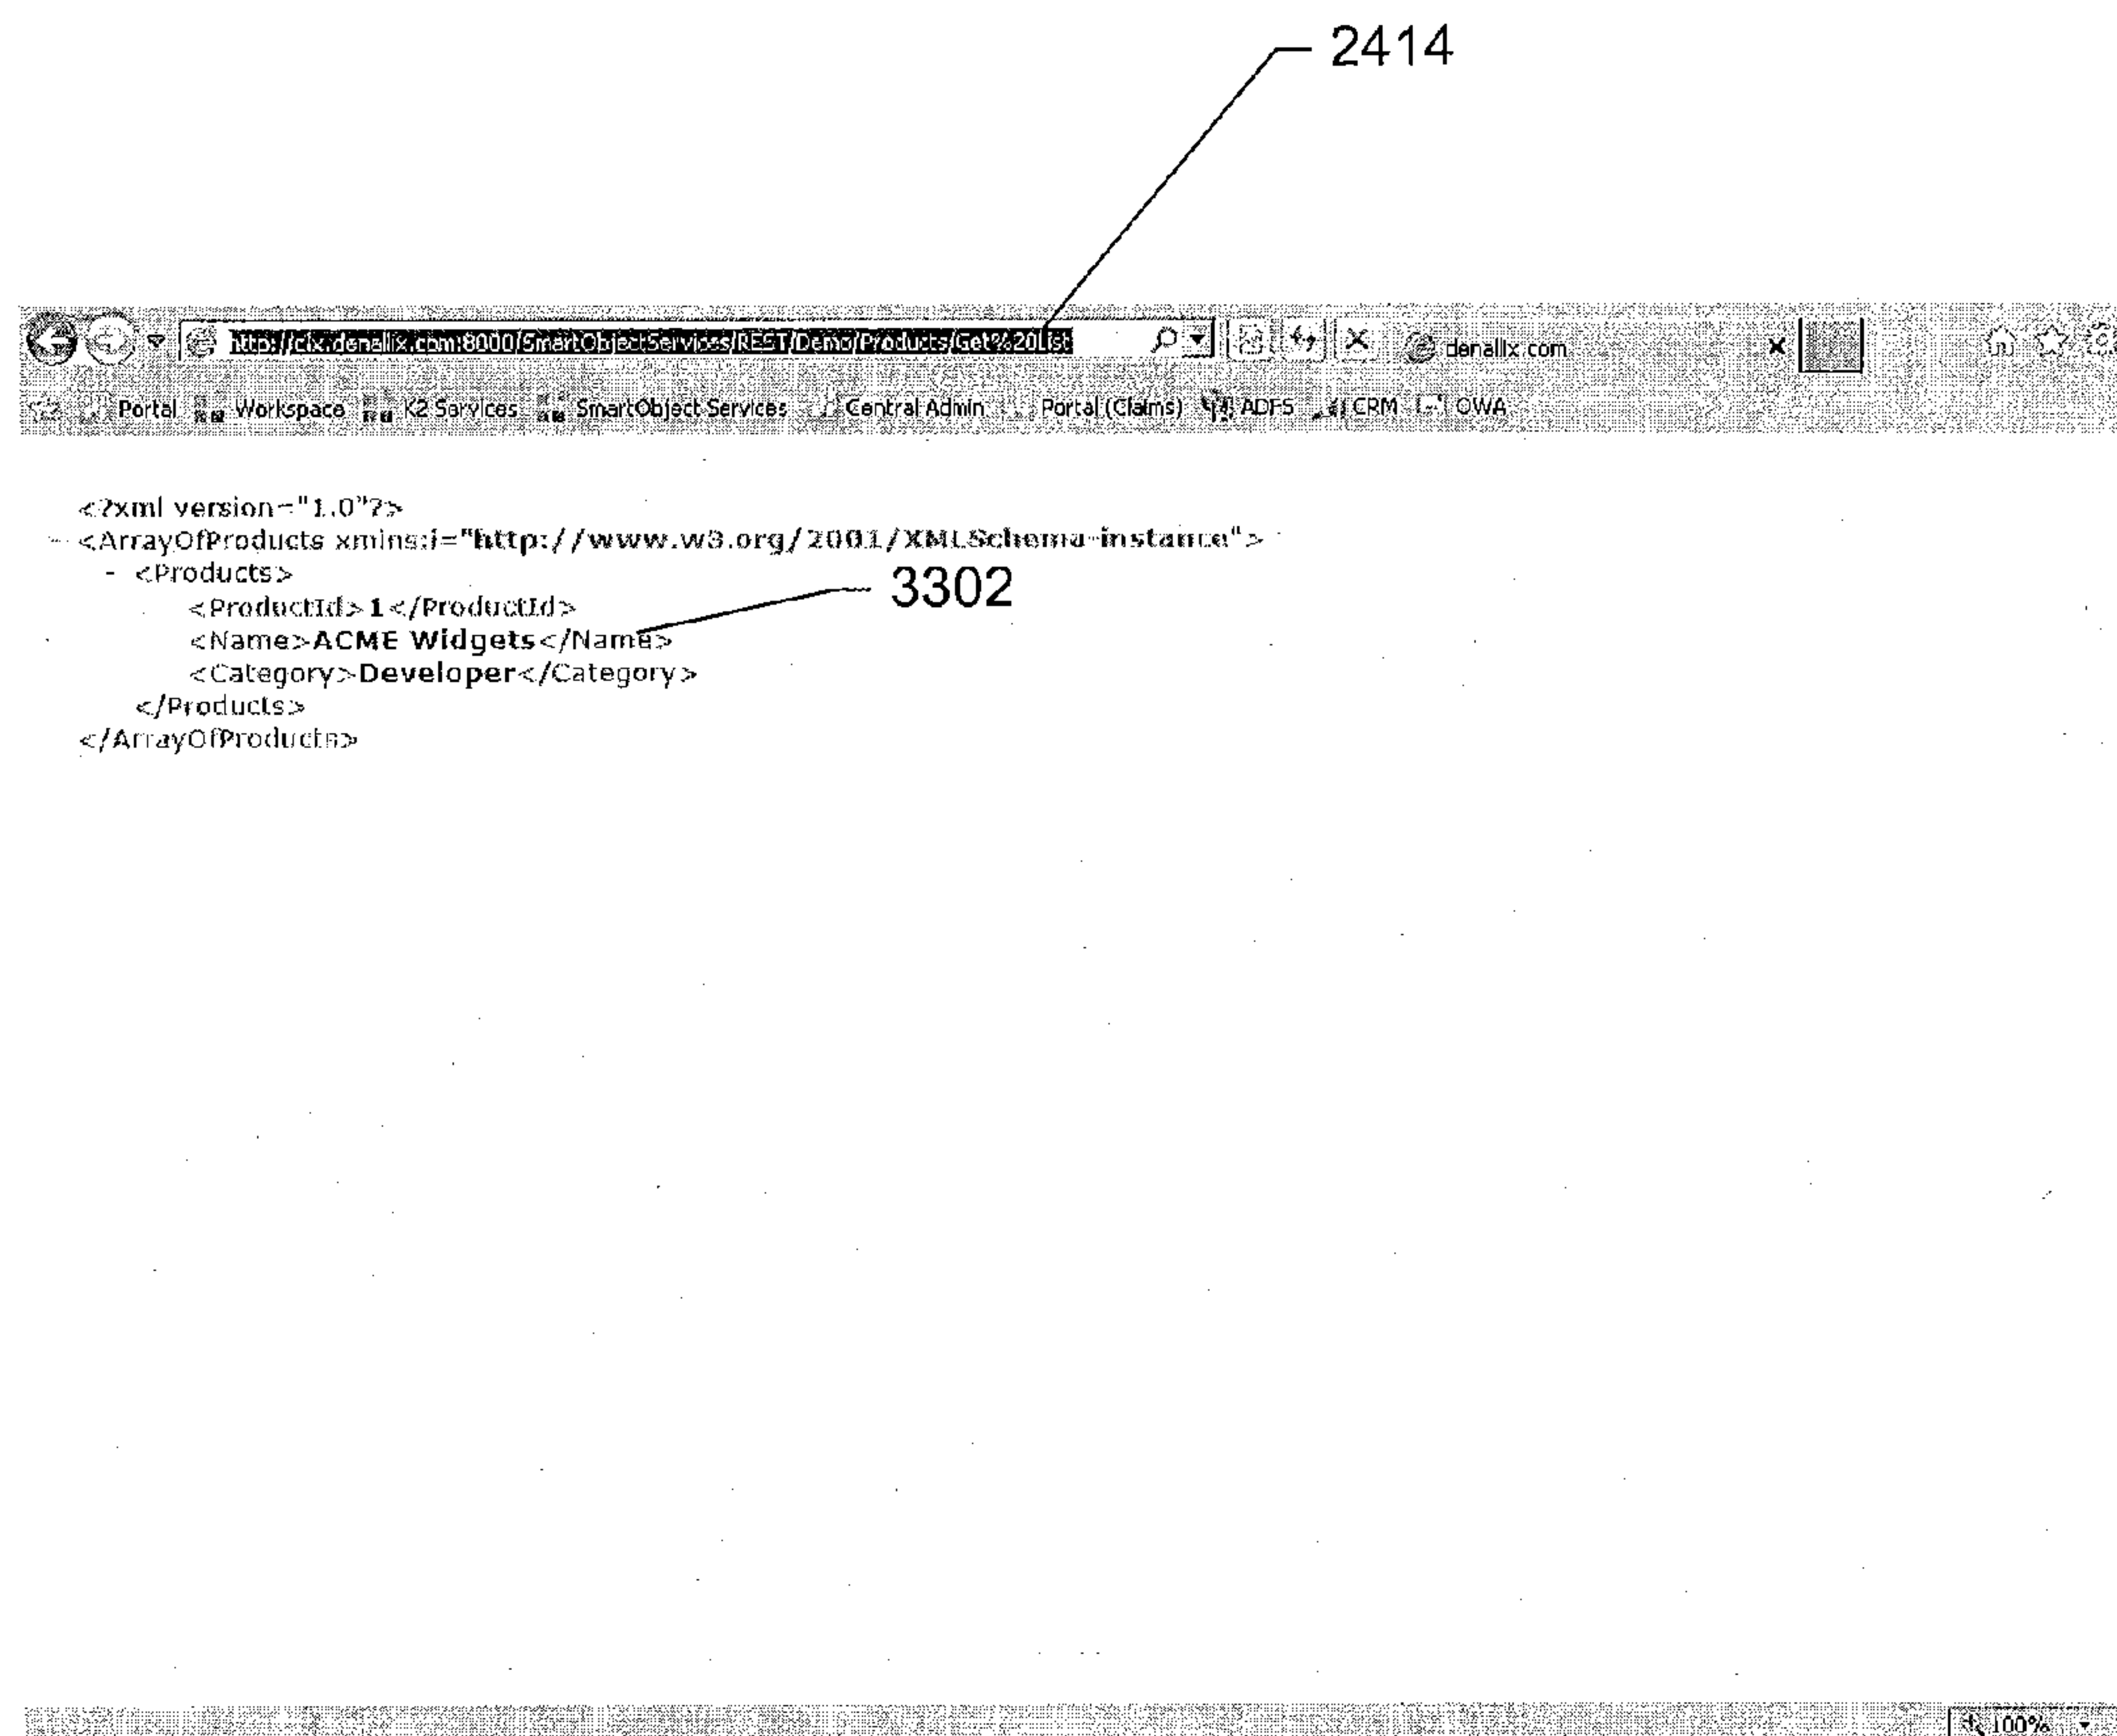 2414
http://clx.denallix.com:8000/SmartObjectServices/REST/Demo/Products/Get%20List
denallix.com
Portal Workspace K2 Services SmartObject Services Central Admin Portal (Claims) ADFS CRM OWA
<?xml version="1.0"?>
- <ArrayOfProducts xmlns:i="http://www.w3.org/2001/XMLSchema-instance">
- <Products>
3302
<ProductId>1</ProductId>
<Name>ACME Widgets</Name>
<Category>Developer</Category>
</Products>
</ArrayOfProducts>
100%